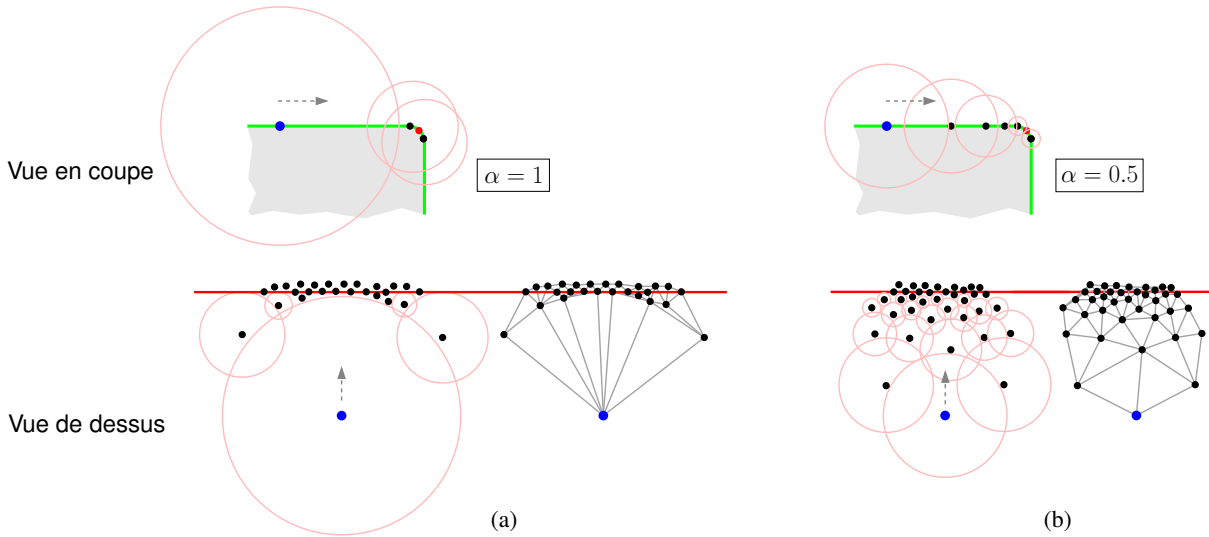 Vue en coupe
α = 1
α = 0.5
Vue de dessus
(a)
(b)